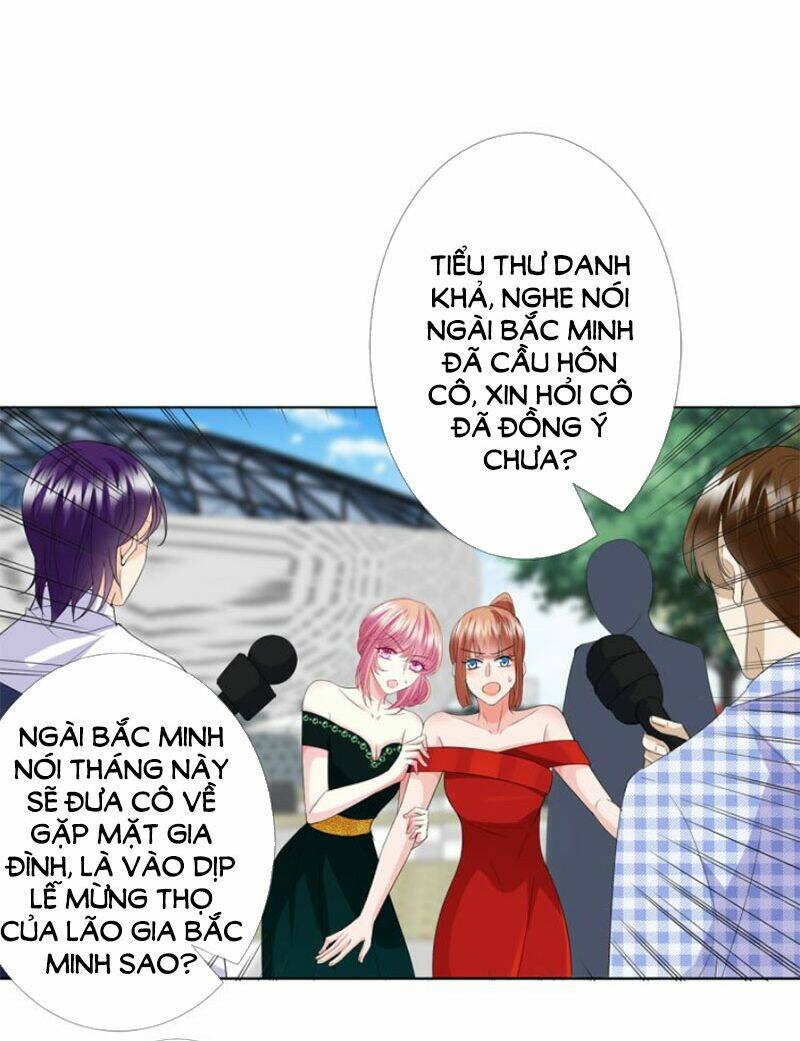 TIỂU THƯ DANH
KHẢ, NGHE NÓI
NGÀI BẮC MINH
ĐÃ CẦU HÔN
CÔ, XIN HỎI CÔ
ĐÃ ĐỒNG Ý
CHƯA?
NGÀI BẮC MINH
NÓI THÁNG NÀY
SẼ ĐƯA CÔ VỀ
GẶP MẶT GIA
ĐÌNH, LÀ VÀO DỊP
LỄ MỪNG THỌ
CỦA LÃO GIA BẮC
MINH SAO?